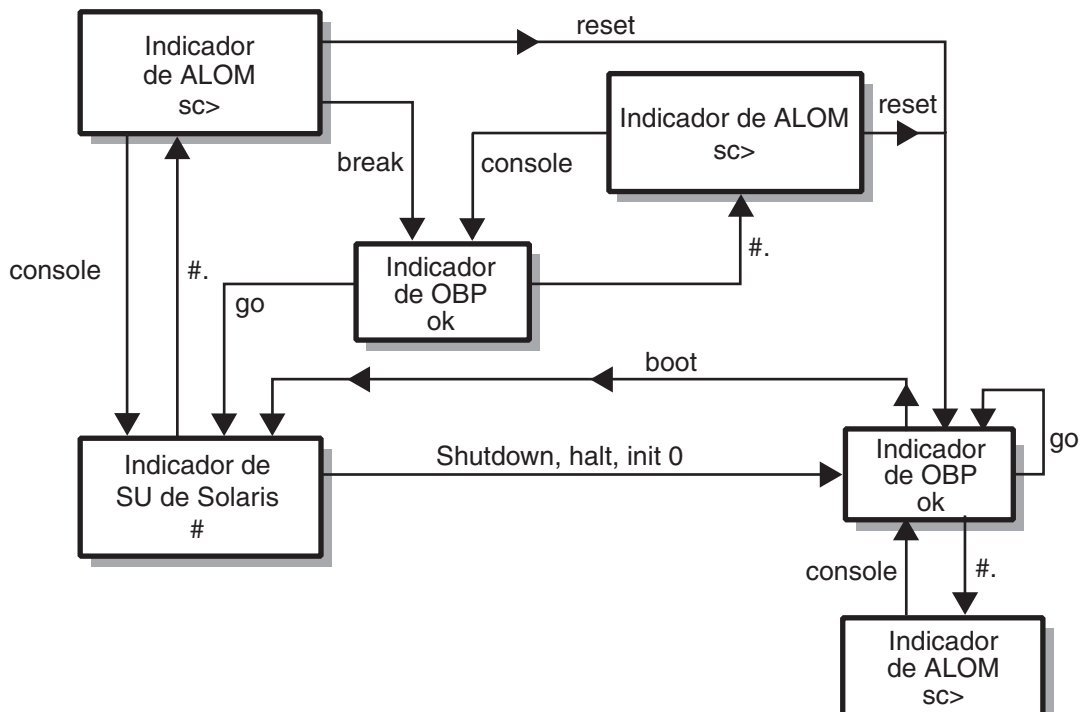 reset
Indicador
de ALOM
sc>
Indicador de ALOM
sc>
reset
break
console
console
#.
#.
Indicador
de OBP
ok
go
boot
Indicador de
SU de Solaris
#
Shutdown, halt, init 0
Indicador
de OBP
ok
go
console
#.
Indicador
de ALOM
sc>